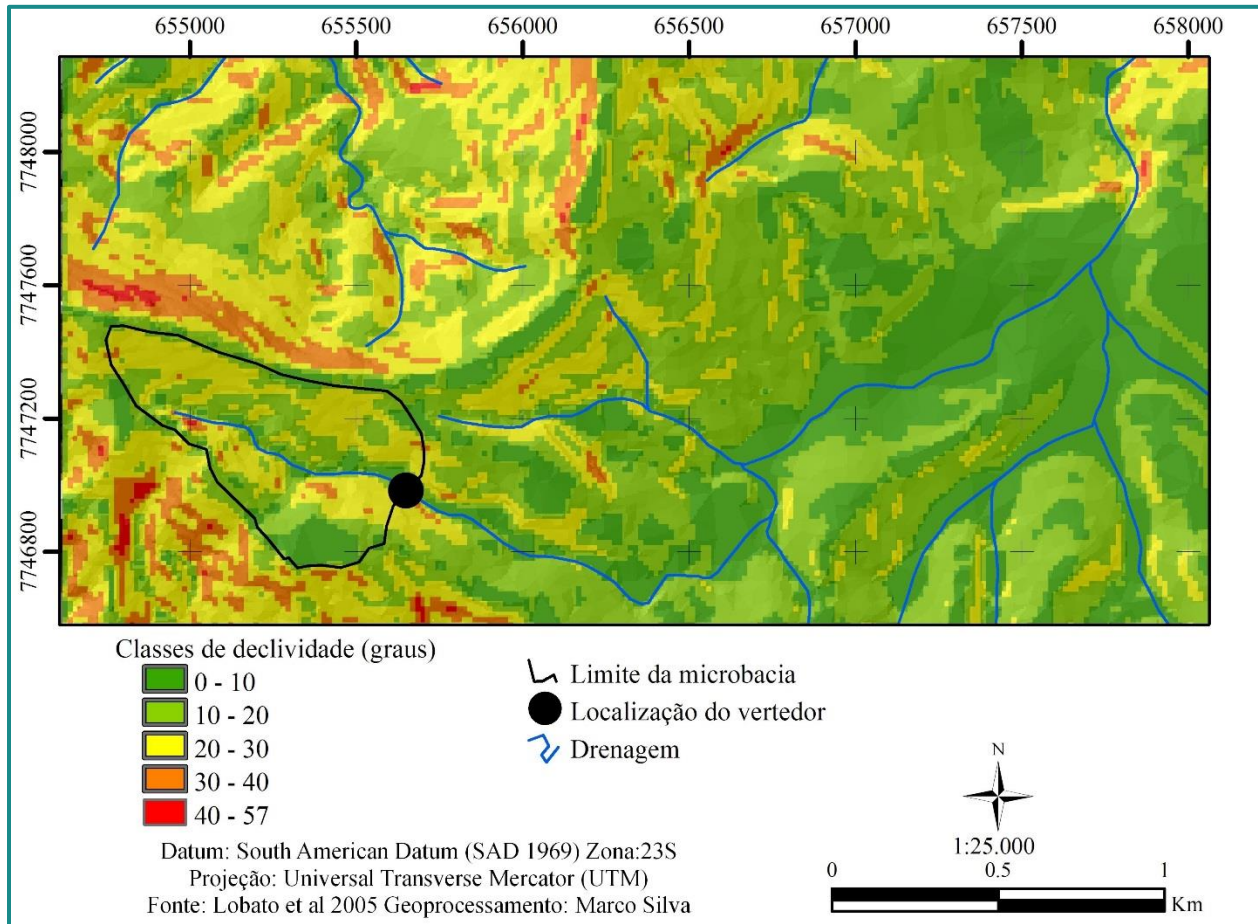 655000 655500 656000 656500 657000 657500 658000
7748000
7747600
7747200
7746800
Classes de declividade (graus)
0 - 10
10 - 20
20 - 30
30 - 40
40 - 57
Limite da microbacia
Localização do vertedor
Drenagem
N
1:25.000
0 0.5 1
Km
Datum: South American Datum (SAD 1969) Zona:23S
Projeção: Universal Transverse Mercator (UTM)
Fonte: Lobato et al 2005 Geoprocessamento: Marco Silva